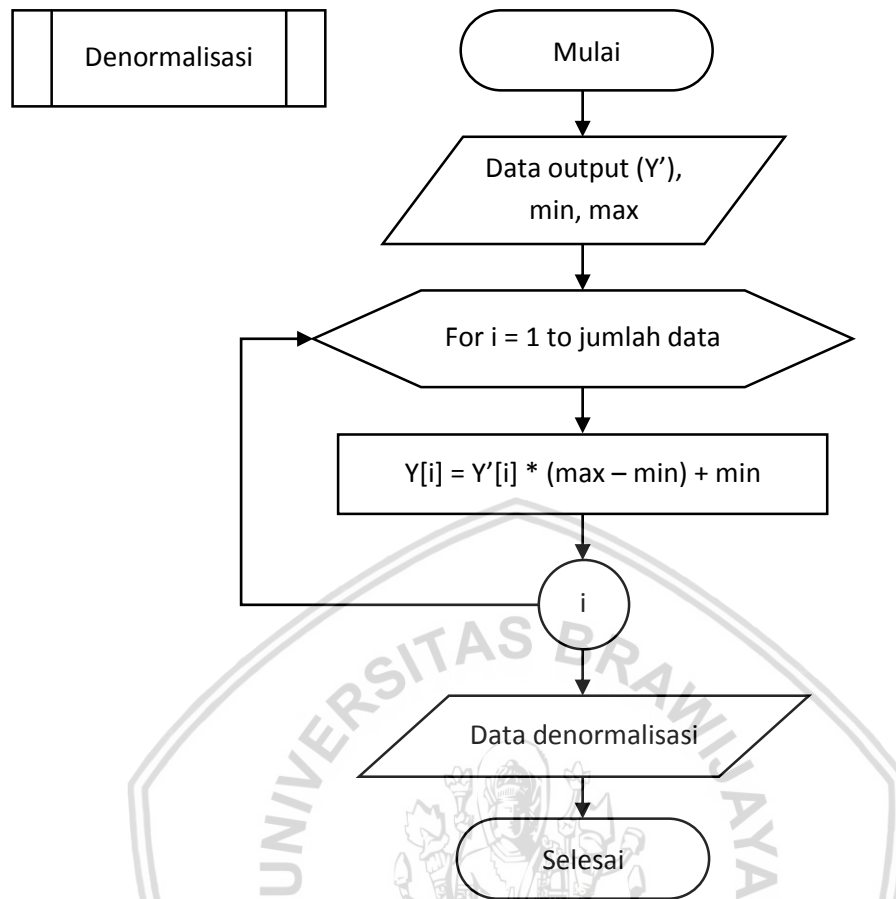 Denormalisasi
Mulai
Data output (Y’),
min, max
For i = 1 to jumlah data
Y[i] = Y’[i] * (max – min) + min
i
UNIVERSITAS BRAWIJAYA
Data denormalisasi
Selesai